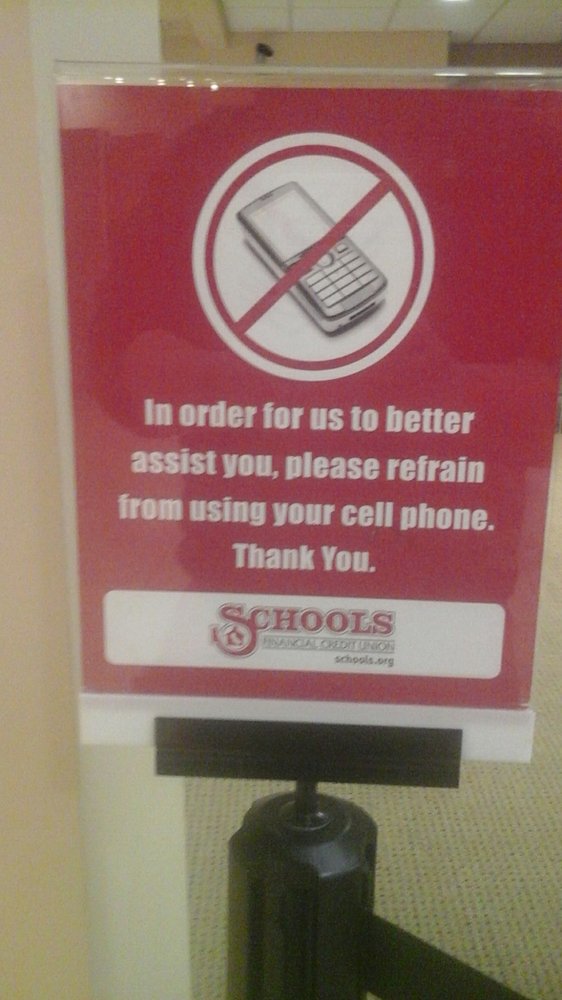 In order for us to better
assist you, please refrain
from using your cell phone.
Thank You.
SCHOOLS
FINANCIAL CREDIT UNION
schools.org